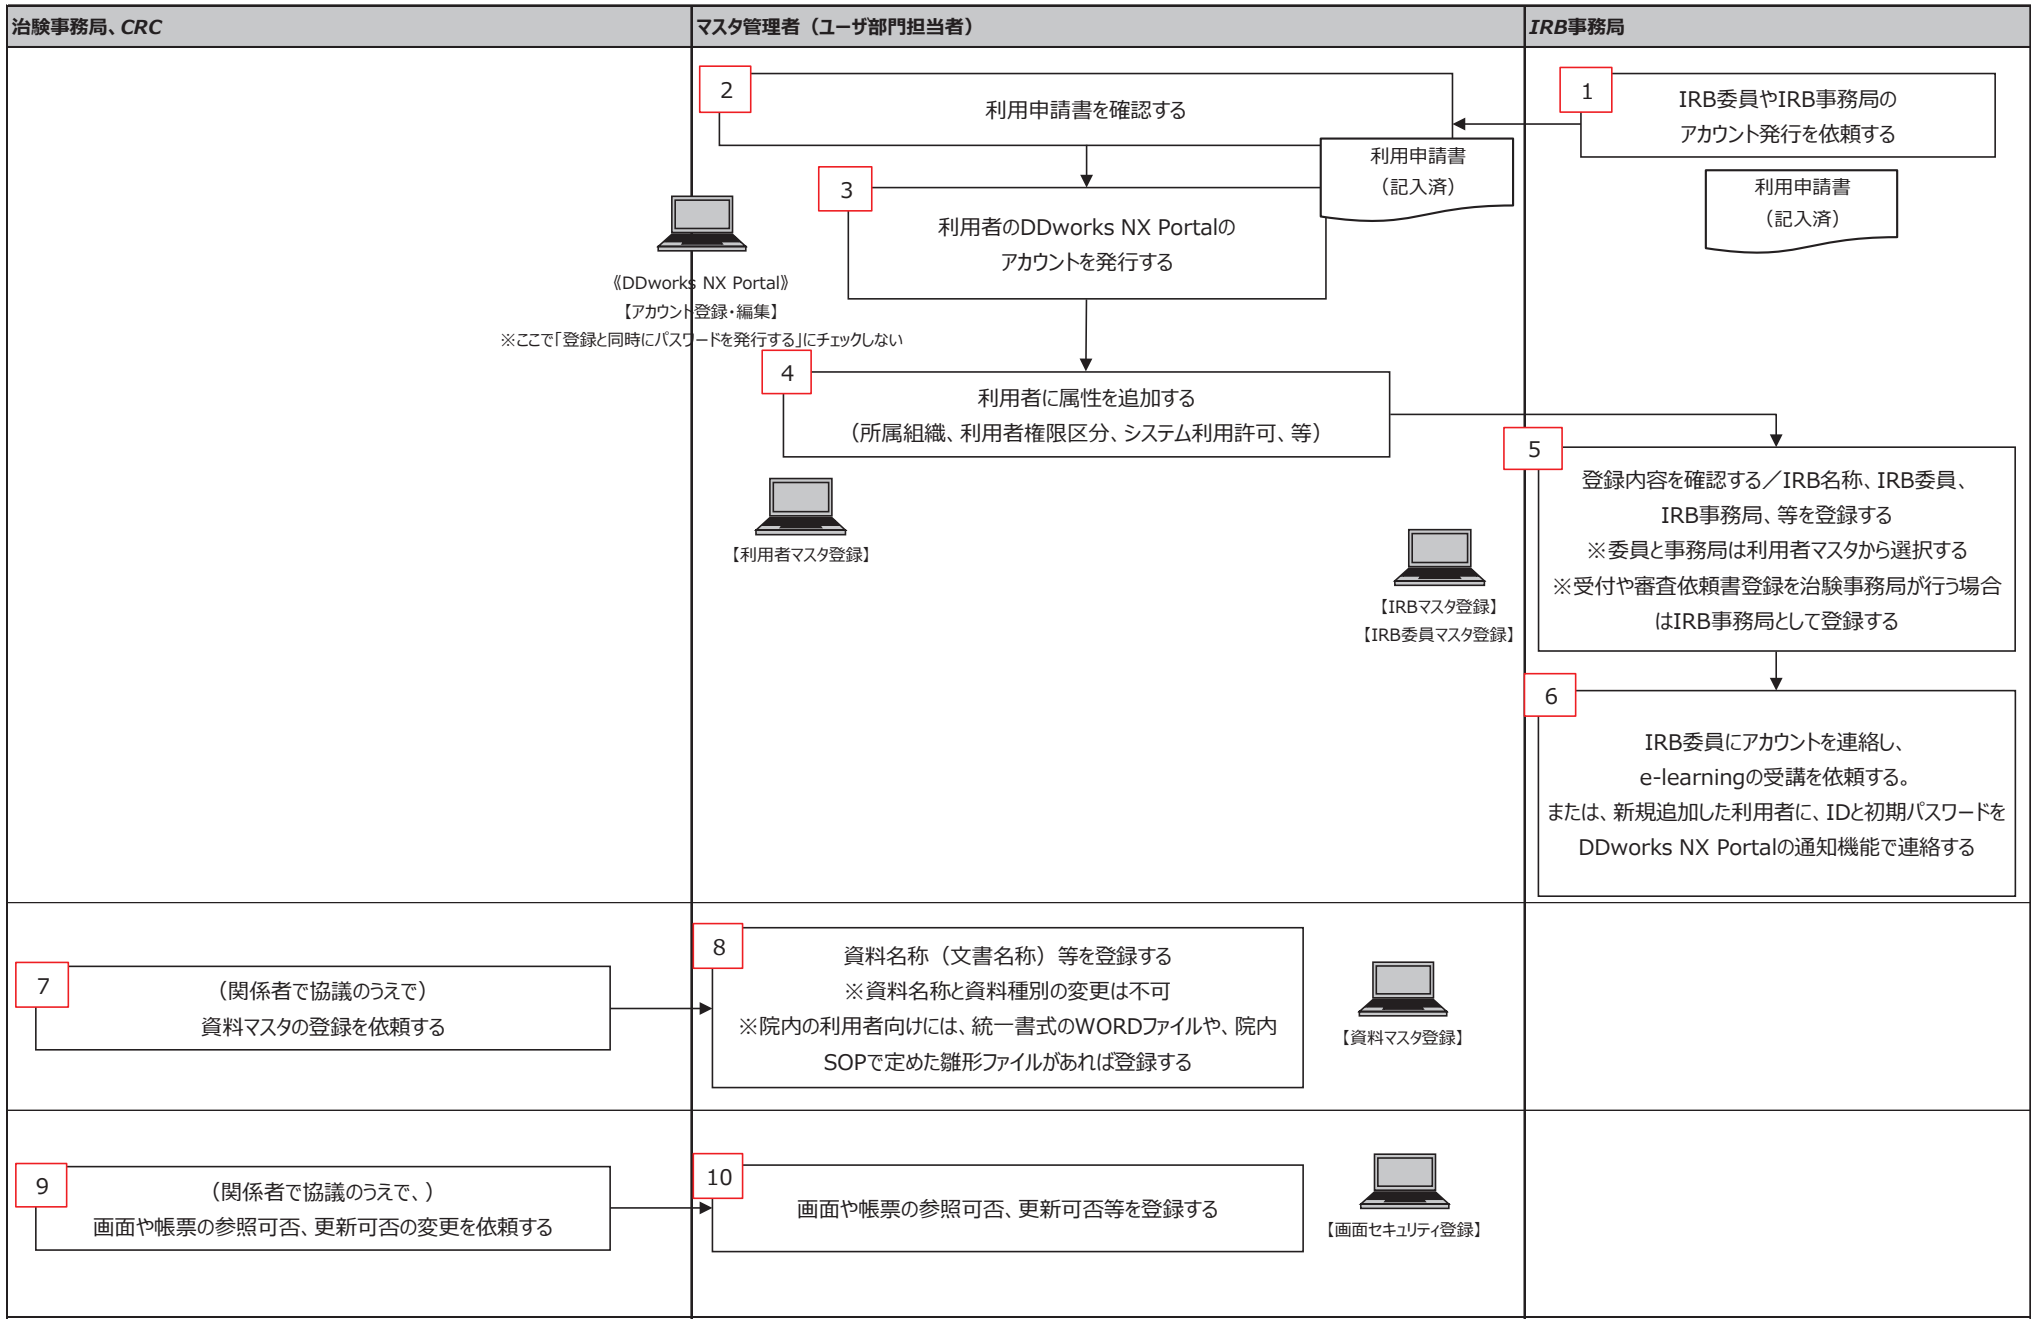 治験事務局、CRC
マスタ管理者（ユーザ部門担当者）
IRB事務局
1
IRB委員やIRB事務局の
アカウント発行を依頼する
利用申請書
（記入済）
2
利用申請書を確認する
利用申請書
（記入済）
3
利用者のDDworks NX Portalの
アカウントを発行する
《DDworks NX Portal》
【アカウント登録・編集】
※ここで「登録と同時にパスワードを発行する」にチェックしない
4
利用者に属性を追加する
（所属組織、利用者権限区分、システム利用許可、等）
【利用者マスタ登録】
5
登録内容を確認する／IRB名称、IRB委員、
IRB事務局、等を登録する
※委員と事務局は利用者マスタから選択する
※受付や審査依頼書登録を治験事務局が行う場合
はIRB事務局として登録する
【IRBマスタ登録】
【IRB委員マスタ登録】
6
IRB委員にアカウントを連絡し、
e-learningの受講を依頼する。
または、新規追加した利用者に、IDと初期パスワードを
DDworks NX Portalの通知機能で連絡する
7
（関係者で協議のうえで）
資料マスタの登録を依頼する
8
資料名称（文書名称）等を登録する
※資料名称と資料種別の変更は不可
※院内の利用者向けには、統一書式のWORDファイルや、院内
SOPで定めた雛形ファイルがあれば登録する
【資料マスタ登録】
9
（関係者で協議のうえで、）
画面や帳票の参照可否、更新可否の変更を依頼する
10
画面や帳票の参照可否、更新可否等を登録する
【画面セキュリティ登録】